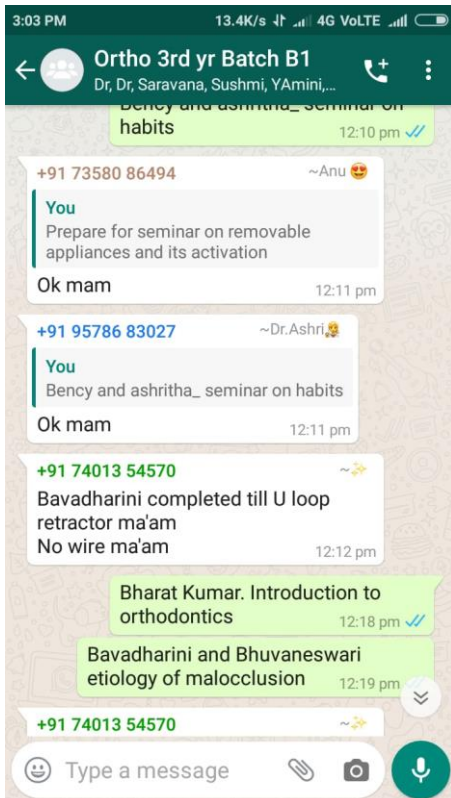 3:03 PM 13.4K/s 4G VoLTE
Ortho 3rd yr Batch B1
Dr, Dr, Saravana, Sushmi, YAmini,...
Bency and ashritha_ seminar on
habits
12:10 pm
+91 73580 86494 ~Anu 😍
You
Prepare for seminar on removable
appliances and its activation
Ok mam
12:11 pm
+91 95786 83027 ~Dr.Ashri
You
Bency and ashritha_ seminar on habits
Ok mam
12:11 pm
+91 74013 54570 ~✨
Bavadharini completed till U loop
retractor ma'am
No wire ma'am
12:12 pm
Bharat Kumar. Introduction to
orthodontics
12:18 pm
Bavadharini and Bhuvaneswari
etiology of malocclusion
12:19 pm
+91 74013 54570 ~✨
Type a message